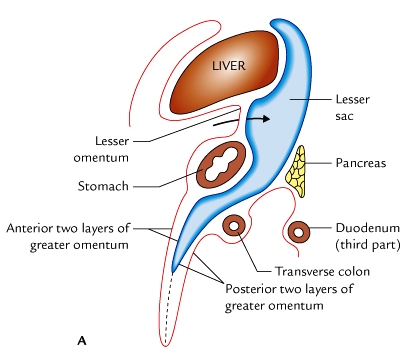 LIVER
Lesser
sac
Lesser
omentum
Pancreas
Stomach
Anterior two layers of
greater omentum
Duodenum
(third part)
Transverse colon
Posterior two layers of
greater omentum
A